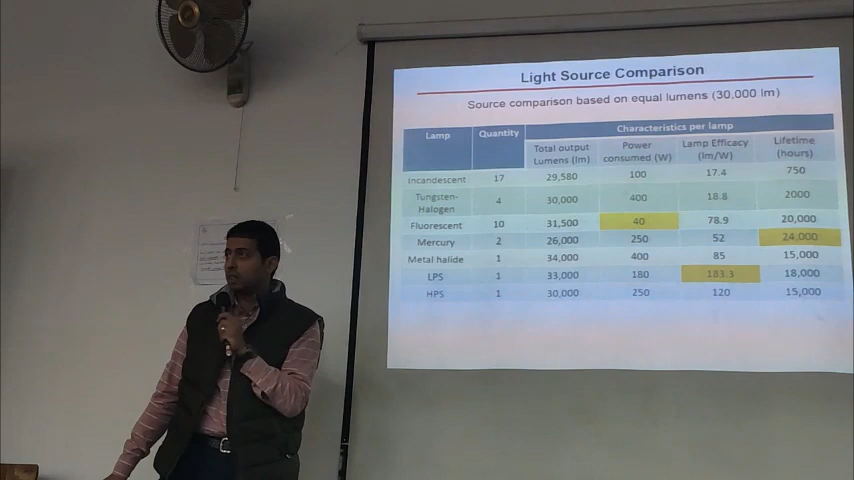 Light Source Comparison
Source comparison based on equal lumens (30,000 lm)
Lamp Quantity Characteristics per lamp
Total output Lumens (lm) Power consumed (W) Lamp Efficacy (lm/W) Lifetime (hours)
Incandescent 17 29,580 100 17.4 750
Tungsten-Halogen 4 30,000 400 18.8 2000
Fluorescent 10 31,500 40 78.9 20,000
Mercury 2 26,000 250 52 24,000
Metal halide 1 34,000 400 85 15,000
LPS 1 33,000 180 183.3 18,000
HPS 1 30,000 250 120 15,000